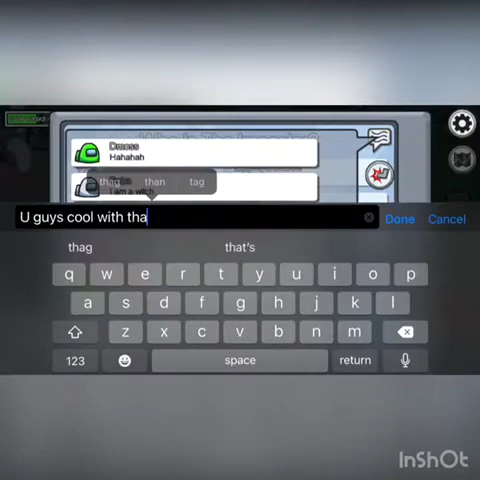 Who Is The Impostor?
Dmoss
Hahahah
thag than tag
I am a witch
U guys cool with tha
Done Cancel
thag that's
q w e r t y u i o p
a s d f g h j k l
z x c v b n m
123 space return
InShOt